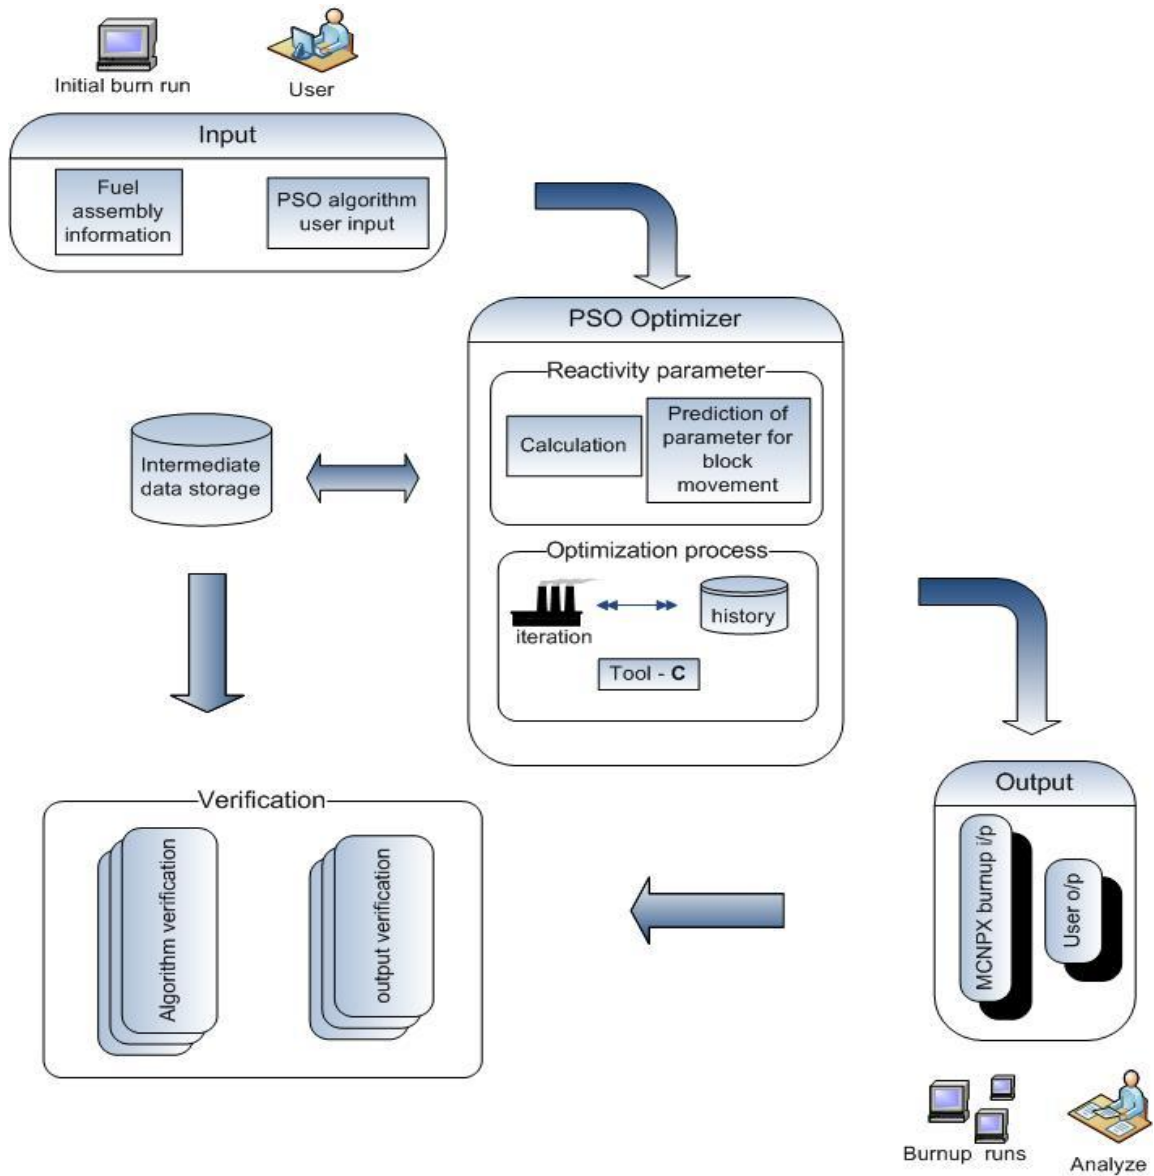 Initial burn run
User
Input
Fuel
assembly
information
PSO algorithm
user input
PSO Optimizer
Reactivity parameter
Calculation
Prediction of
parameter for
block
movement
Intermediate
data storage
Optimization process
iteration
history
Tool - C
Verification
Algorithm verification
output verification
Output
MCNPX burnup i/p
User o/p
Burnup runs
Analyze